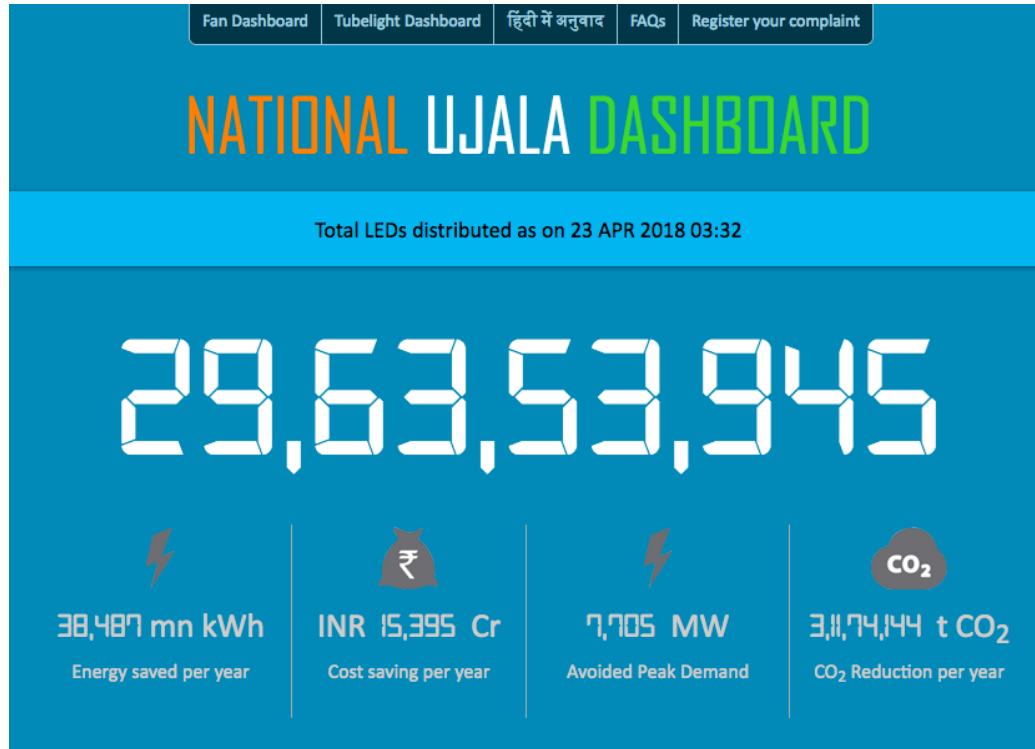 Fan Dashboard Tubelight Dashboard हिंदी में अनुवाद FAQs Register your complaint
NATIONAL UJALA DASHBOARD
Total LEDs distributed as on 23 APR 2018 03:32
29,63,53,945
₹ CO₂
38,487 mn kWh INR 15,395 Cr 7,705 MW 3,11,74,144 t CO₂
Energy saved per year Cost saving per year Avoided Peak Demand CO₂ Reduction per year